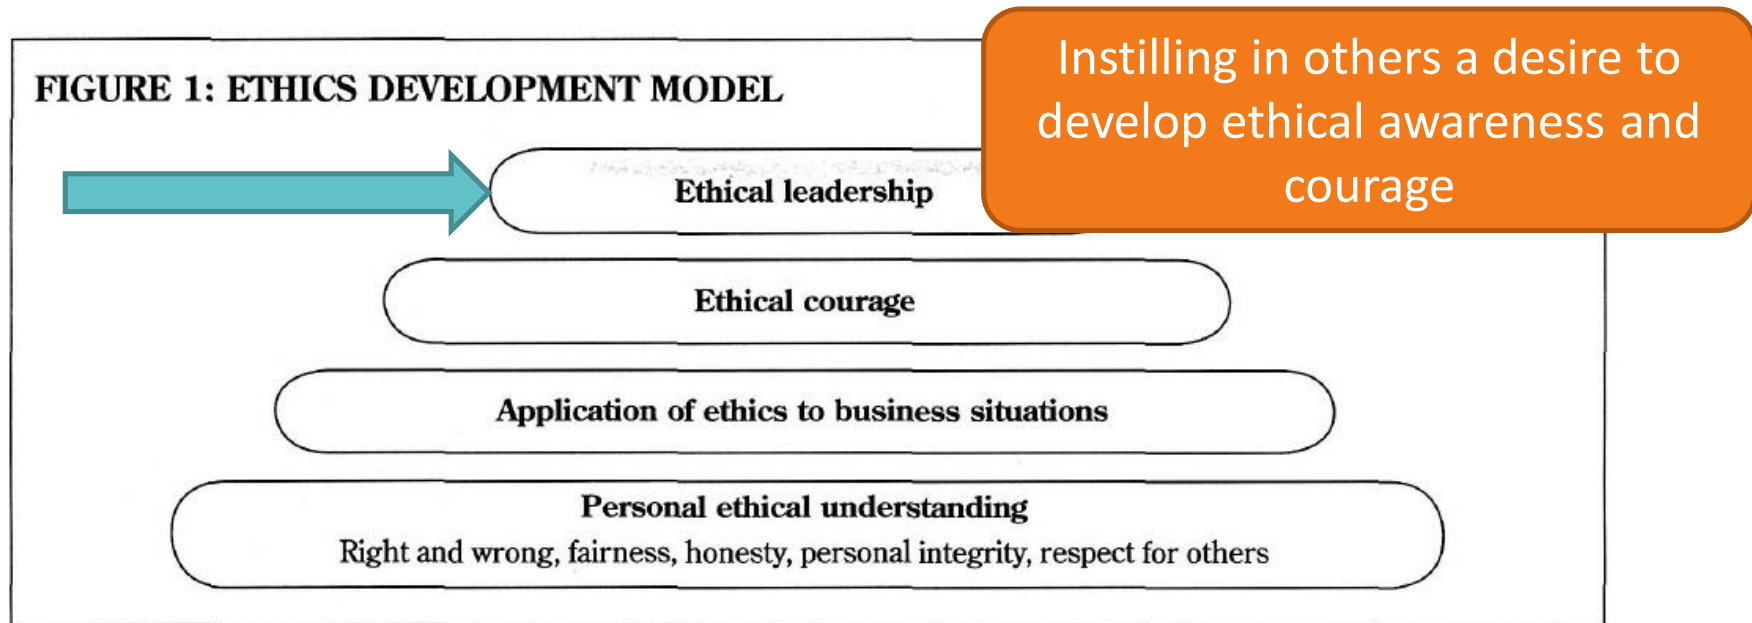 FIGURE 1: ETHICS DEVELOPMENT MODEL
Instilling in others a desire to
develop ethical awareness and
courage
Ethical leadership
Ethical courage
Application of ethics to business situations
Personal ethical understanding
Right and wrong, fairness, honesty, personal integrity, respect for others